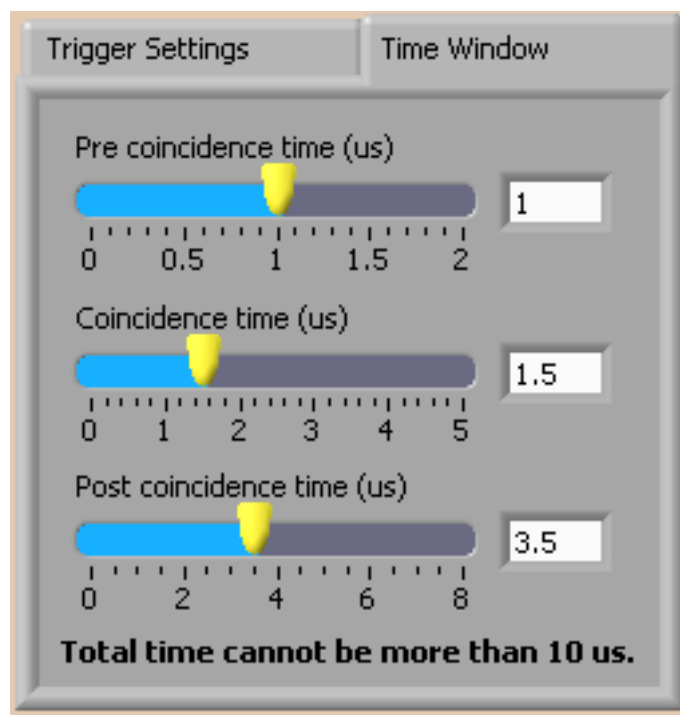 Trigger Settings Time Window
Pre coincidence time (us)
1
0 0.5 1 1.5 2
Coincidence time (us)
1.5
0 1 2 3 4 5
Post coincidence time (us)
3.5
0 2 4 6 8
Total time cannot be more than 10 us.